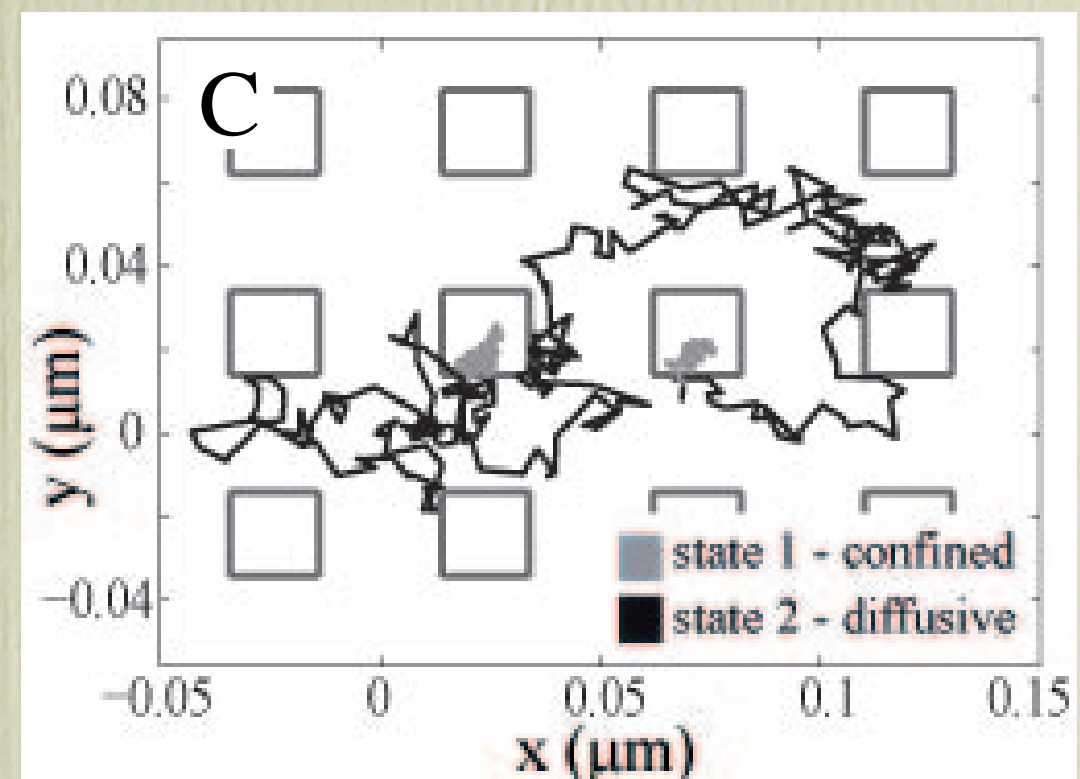 C
0.08
0.04
0
−0.04
y (μm)
state 1 - confined
state 2 - diffusive
−0.05 0 0.05 0.1 0.15
x (μm)